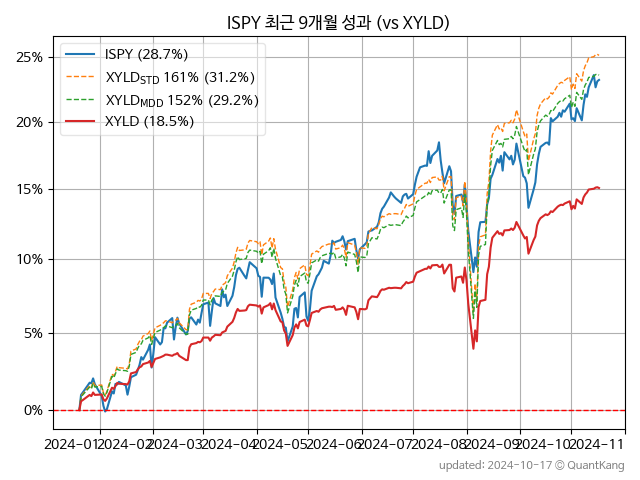 ISPY 최근 9개월 성과 (vs XYLD)
ISPY (28.7%)
XYLD_STD 161% (31.2%)
XYLD_MDD 152% (29.2%)
XYLD (18.5%)
25%
20%
15%
10%
5%
0%
2024-01 2024-02 2024-03 2024-04 2024-05 2024-06 2024-07 2024-08 2024-09 2024-10 2024-11
updated: 2024-10-17 © QuantKang